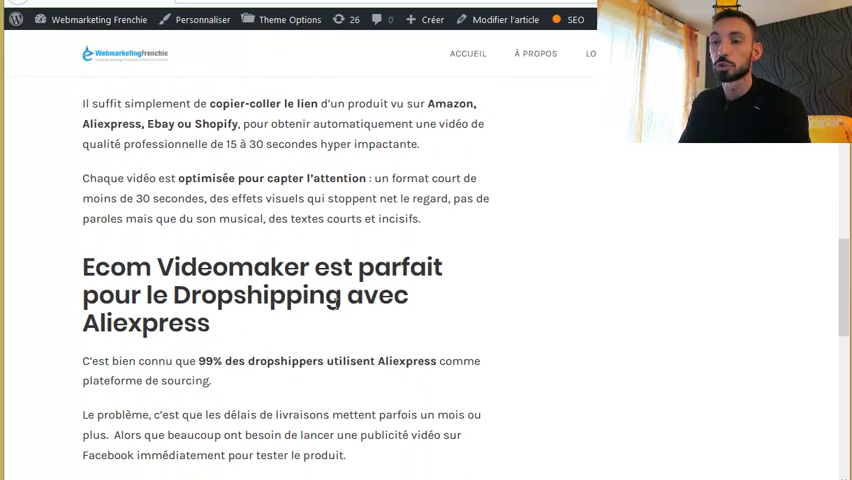 Webmarketing Frenchie Personnaliser Theme Options 26 0 Créer Modifier l'article SEO
WebmarketingFrenchie
ACCUEIL À PROPOS LO
Il suffit simplement de copier-coller le lien d'un produit vu sur Amazon,
Aliexpress, Ebay ou Shopify, pour obtenir automatiquement une vidéo de
qualité professionnelle de 15 à 30 secondes hyper impactante.
Chaque vidéo est optimisée pour capter l'attention : un format court de
moins de 30 secondes, des effets visuels qui stoppent net le regard, pas de
paroles mais que du son musical, des textes courts et incisifs.
Ecom Videomaker est parfait
pour le Dropshipping avec
Aliexpress
C'est bien connu que 99% des dropshippers utilisent Aliexpress comme
plateforme de sourcing.
Le problème, c'est que les délais de livraisons mettent parfois un mois ou
plus. Alors que beaucoup ont besoin de lancer une publicité vidéo sur
Facebook immédiatement pour tester le produit.